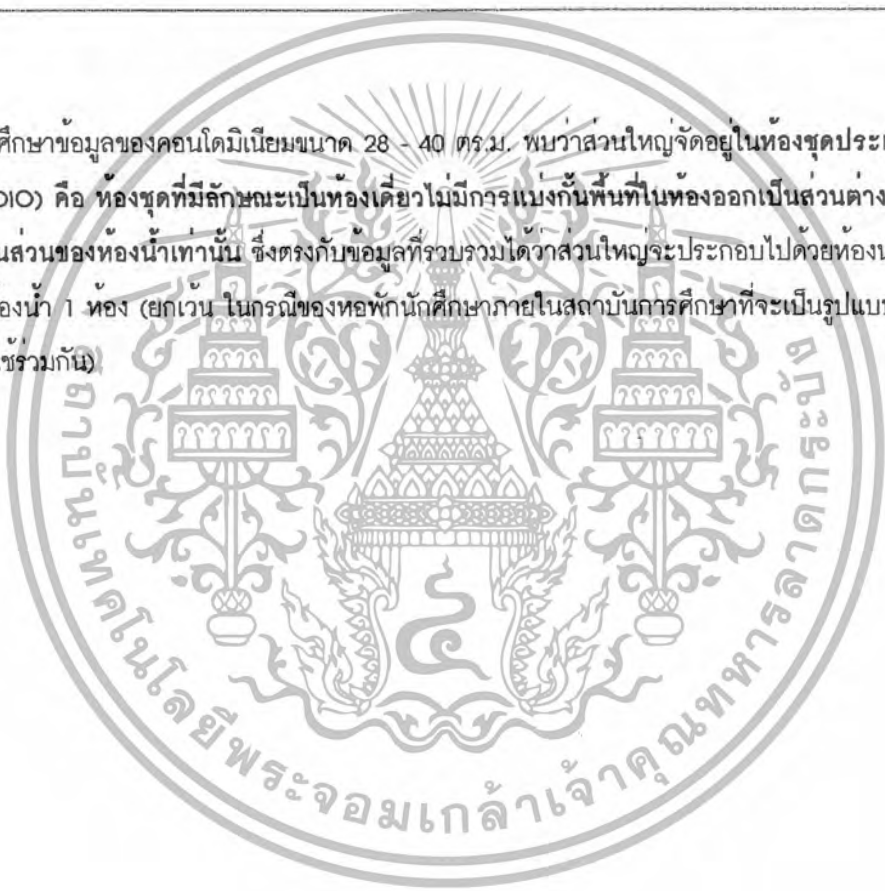 ศึกษาข้อมูลของคอนโดมิเนียมขนาด 28 - 40 ตร.ม. พบว่าส่วนใหญ่จัดอยู่ในห้องชุดประเ
DIO) คือ ห้องชุดที่มีลักษณะเป็นห้องเดี่ยวไม่มีการแบ่งกั้นพื้นที่ในห้องออกเป็นส่วนต่าง
นส่วนของห้องน้ำเท่านั้น ซึ่งตรงกับข้อมูลที่รวบรวมได้ว่าส่วนใหญ่จะประกอบไปด้วยห้องน
องน้ำ 1 ห้อง (ยกเว้น ในกรณีของหอพักนักศึกษาภายในสถาบันการศึกษาที่จะเป็นรูปแบบ
ช้ร่วมกัน)
สถาบันเทคโนโลยีพระจอมเกล้าเจ้าคุณทหารลาดกระบัง